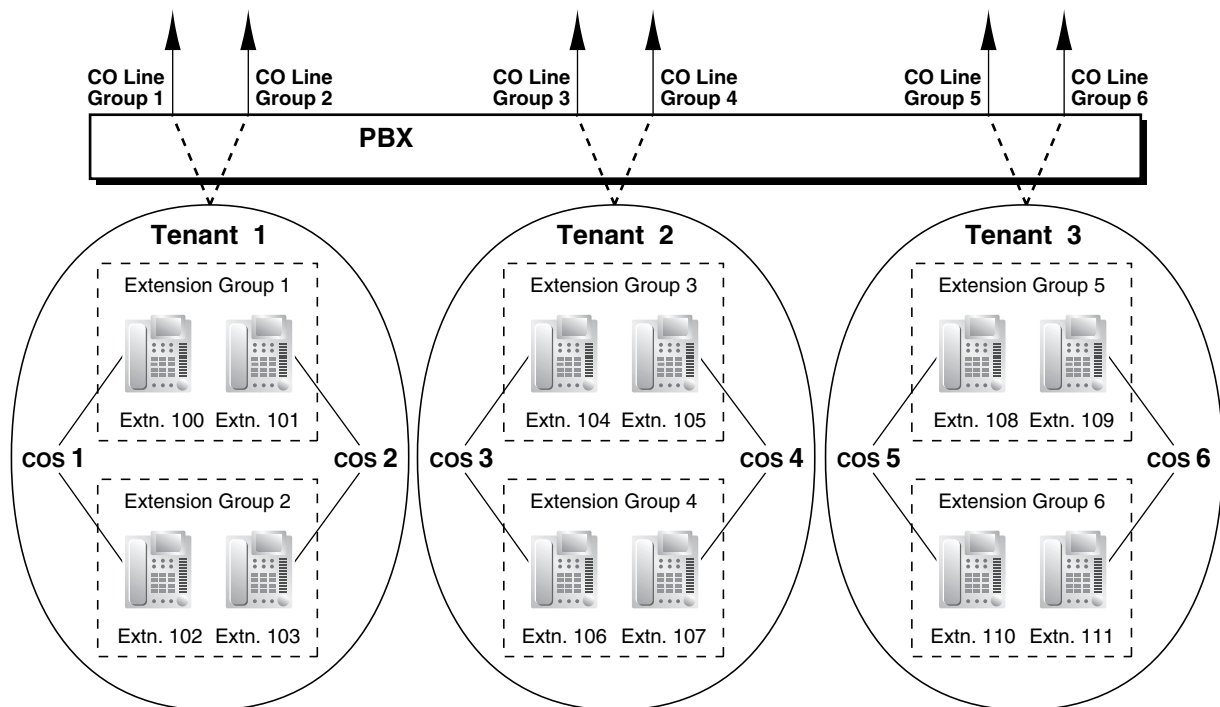 CO Line
Group 1
CO Line
Group 2
CO Line
Group 3
CO Line
Group 4
CO Line
Group 5
CO Line
Group 6
PBX
Tenant 1
Extension Group 1
Extn. 100 Extn. 101
COS 1
COS 2
Extension Group 2
Extn. 102 Extn. 103
Tenant 2
Extension Group 3
Extn. 104 Extn. 105
COS 3
COS 4
Extension Group 4
Extn. 106 Extn. 107
Tenant 3
Extension Group 5
Extn. 108 Extn. 109
COS 5
COS 6
Extension Group 6
Extn. 110 Extn. 111